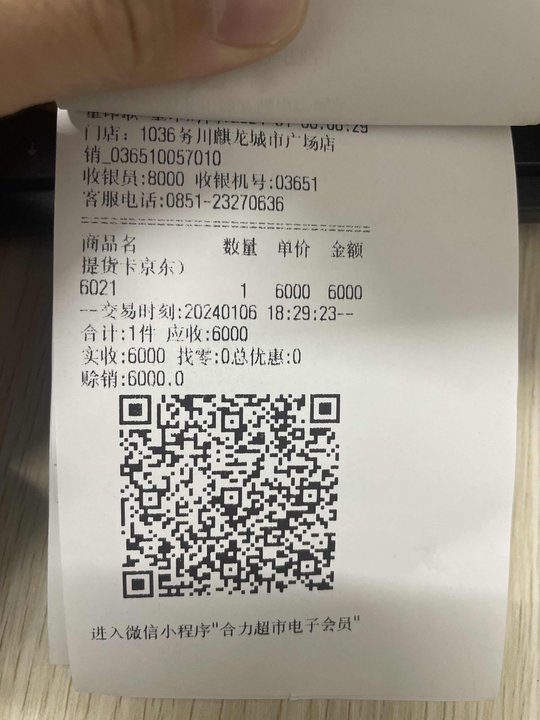 门店：1036务川麒龙城市广场店
销_036510057010
收银员:8000 收银机号:03651
客服电话:0851-23270636
商品名 数量 单价 金额
提货卡京东）
6021 1 6000 6000
--交易时刻:20240106 18:29:23--
合计:1件 应收:6000
实收:6000 找零:0总优惠:0
赊销:6000.0
进入微信小程序"合力超市电子会员"